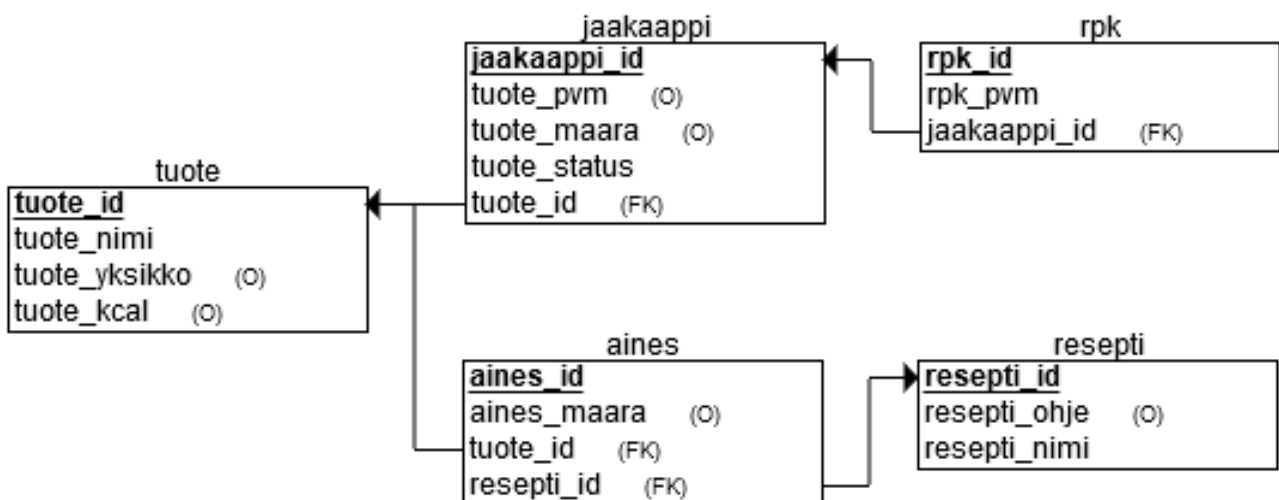 jaakaappi
jaakaappi_id
tuote_pvm (O)
tuote_maara (O)
tuote_status
tuote_id (FK)
rpk
rpk_id
rpk_pvm
jaakaappi_id (FK)
tuote
tuote_id
tuote_nimi
tuote_yksikko (O)
tuote_kcal (O)
aines
aines_id
aines_maara (O)
tuote_id (FK)
resepti_id (FK)
resepti
resepti_id
resepti_ohje (O)
resepti_nimi